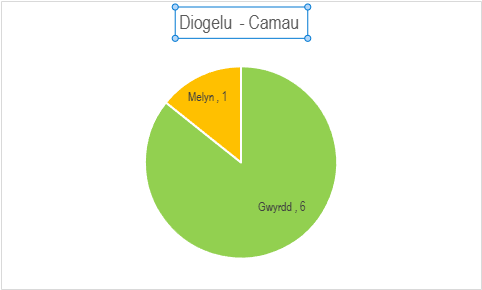 Diogelu - Camau
Melyn , 1
Gwyrdd , 6